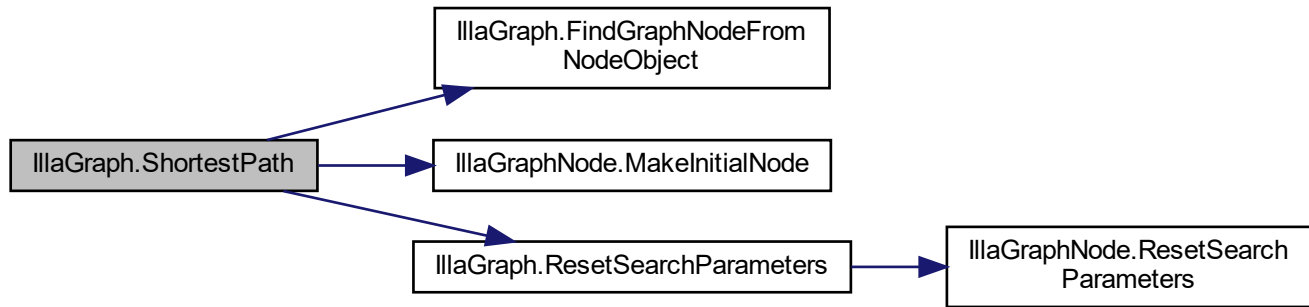 IllaGraph.FindGraphNodeFrom
NodeObject
IllaGraph.ShortestPath
IllaGraphNode.MakeInitialNode
IllaGraph.ResetSearchParameters
IllaGraphNode.ResetSearch
Parameters